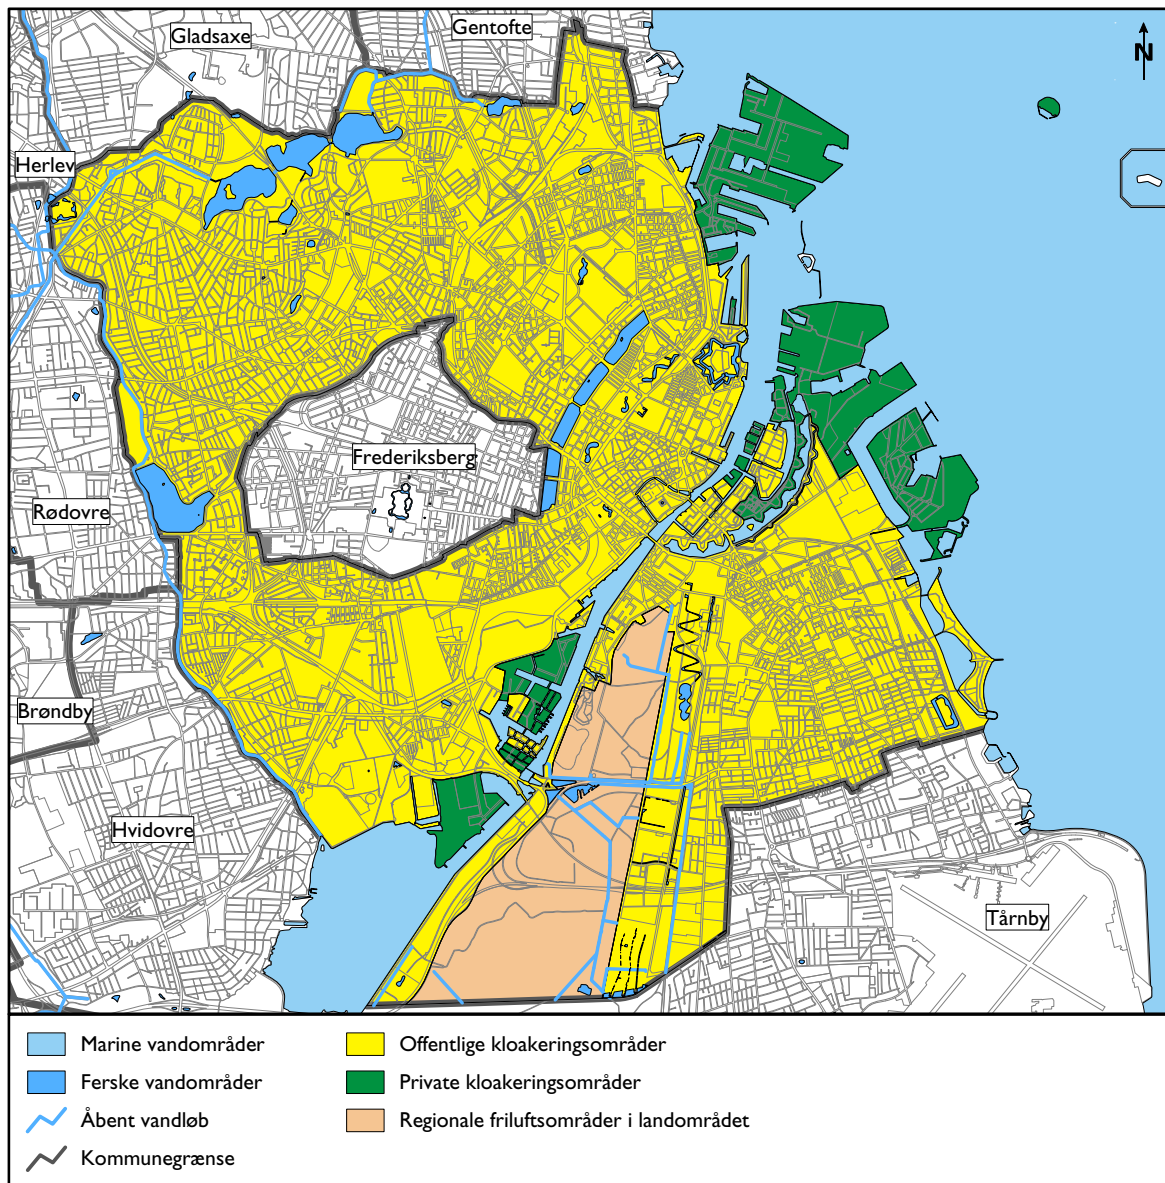 Gladsaxe
Gentofte
N
Herlev
Frederiksberg
Rødovre
Brøndby
Hvidovre
Tårnby
Marine vandområder
Ferske vandområder
Åbent vandløb
Kommunegrænse
Offentlige kloakeringsområder
Private kloakeringsområder
Regionale friluftsområder i landområdet